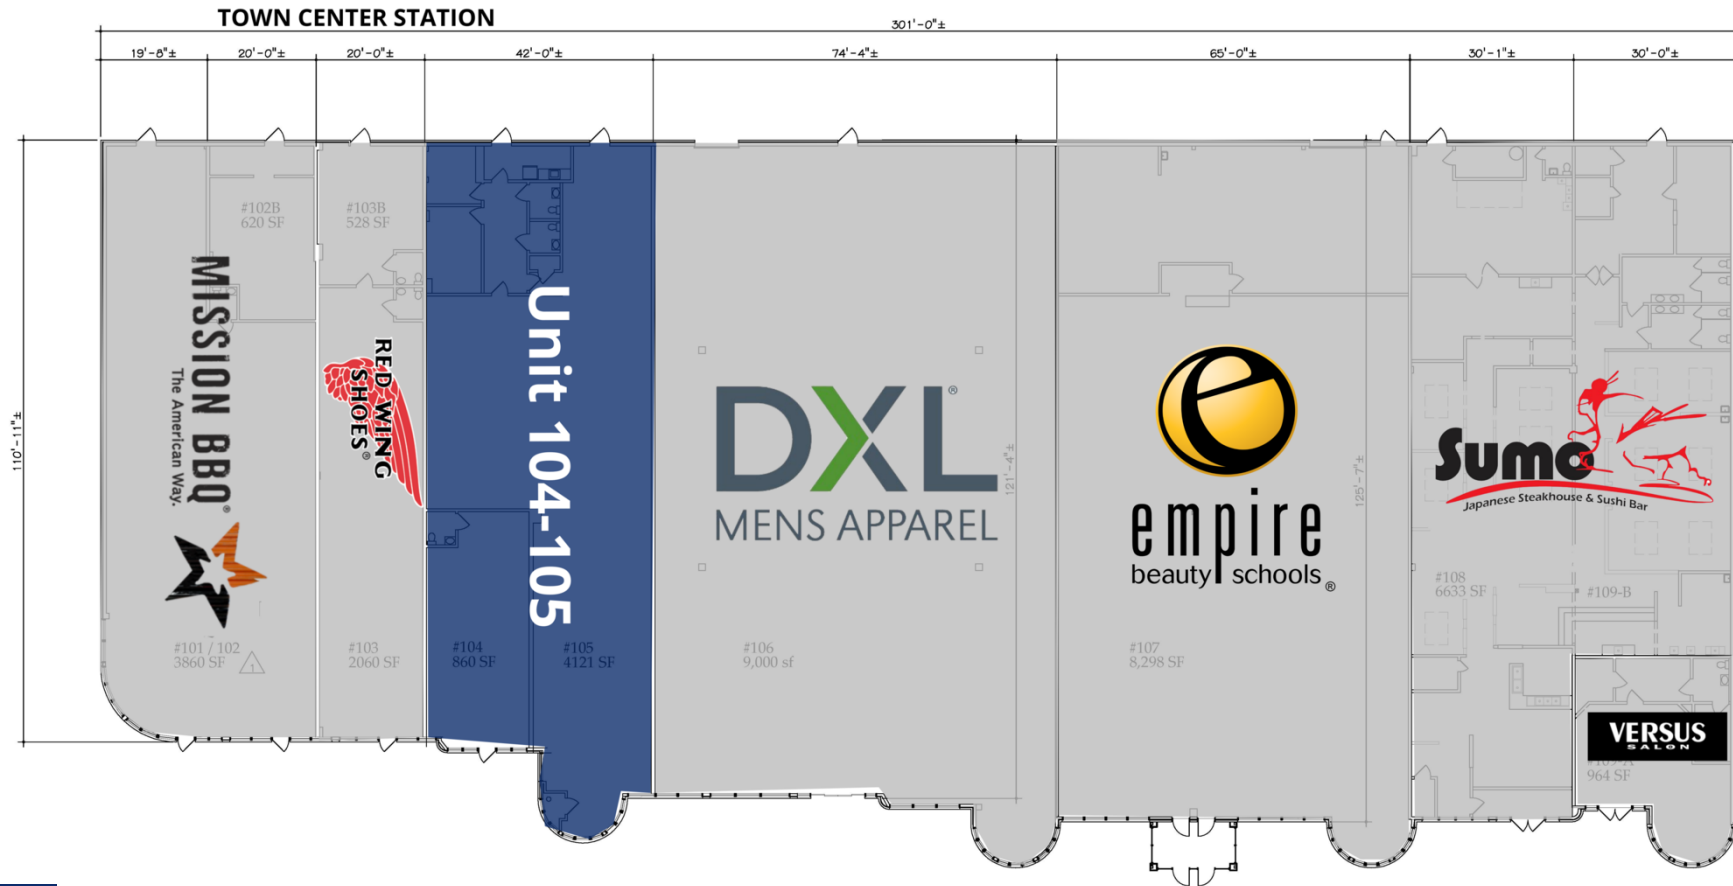 TOWN CENTER STATION
301'-0"±
19'-8"±
20'-0"±
20'-0"±
42'-0"±
74'-4"±
65'-0"±
30'-1"±
30'-0"±
110'-11"±
#102B
620 SF
#103B
528 SF
MISSION BBQ®
The American Way.
RED WING
SHOES®
Unit 104-105
DXL®
MENS APPAREL
121'-4"±
e
empire
beauty schools®
125'-7"±
Sumo
Japanese Steakhouse & Sushi Bar
#101 / 102
3860 SF
1
#103
2060 SF
#104
860 SF
#105
4121 SF
#106
9,000 sf
#107
8,298 SF
#108
6633 SF
#109-B
VERSUS
SALON
#109-A
964 SF